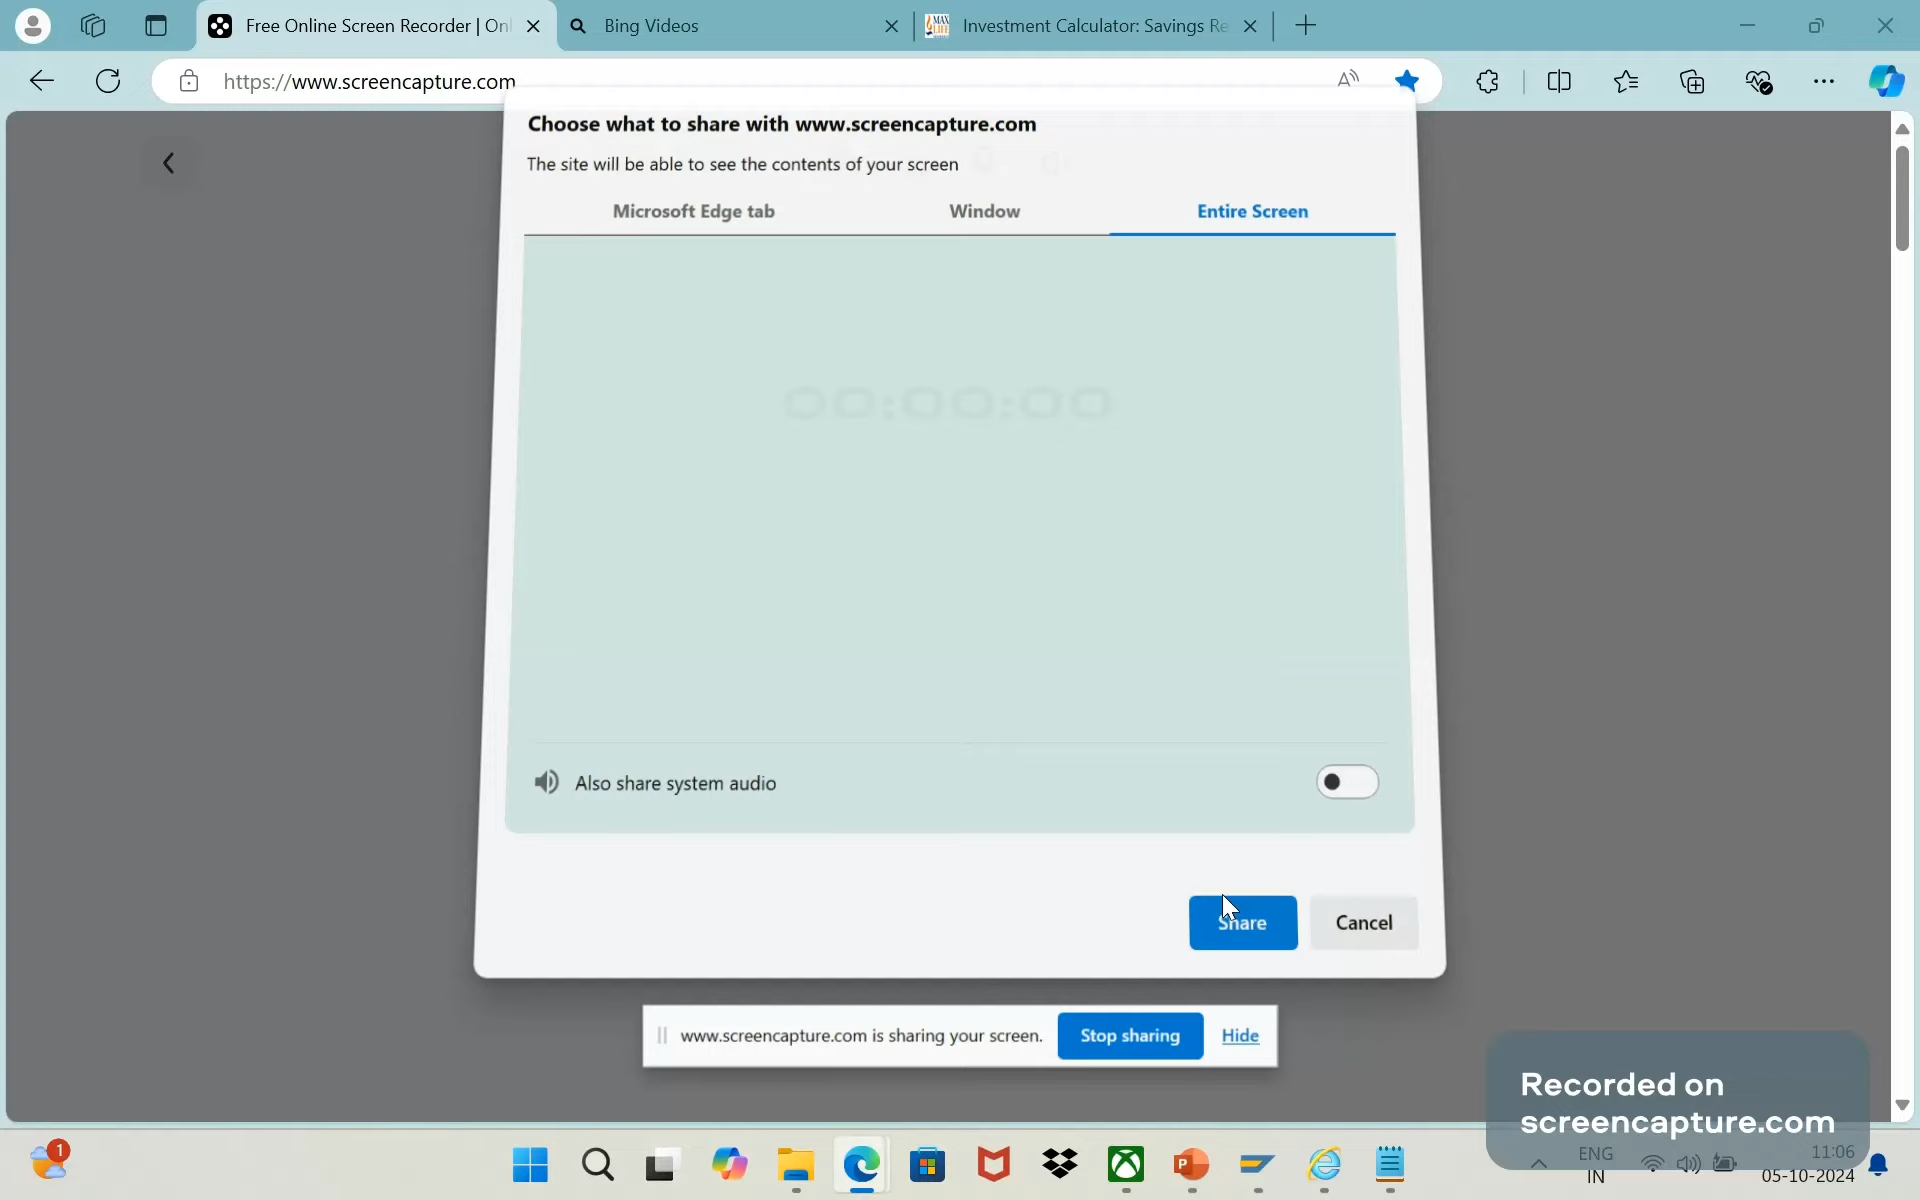 Free Online Screen Recorder | Onl
Bing Videos
Investment Calculator: Savings Re
https://www.screencapture.com
Choose what to share with www.screencapture.com
The site will be able to see the contents of your screen
Microsoft Edge tab
Window
Entire Screen
00:00:00
Also share system audio
Share
Cancel
www.screencapture.com is sharing your screen.
Stop sharing
Hide
Recorded on
screencapture.com
1
ENG
IN
11:06
05-10-2024